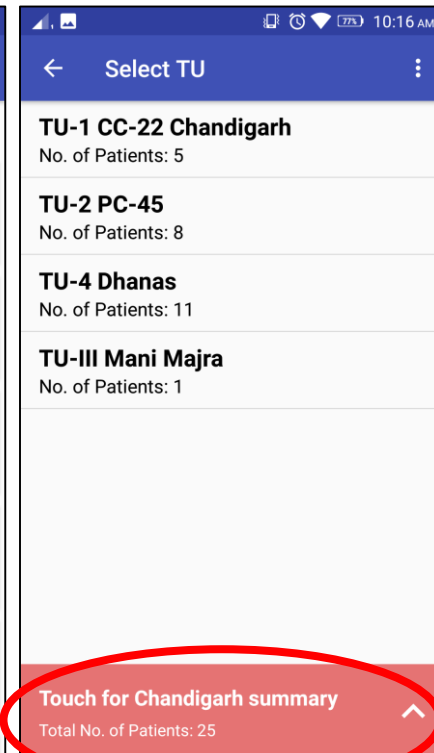 77% 10:16 AM
Select TU
TU-1 CC-22 Chandigarh
No. of Patients: 5
TU-2 PC-45
No. of Patients: 8
TU-4 Dhanas
No. of Patients: 11
TU-III Mani Majra
No. of Patients: 1
Touch for Chandigarh summary
Total No. of Patients: 25